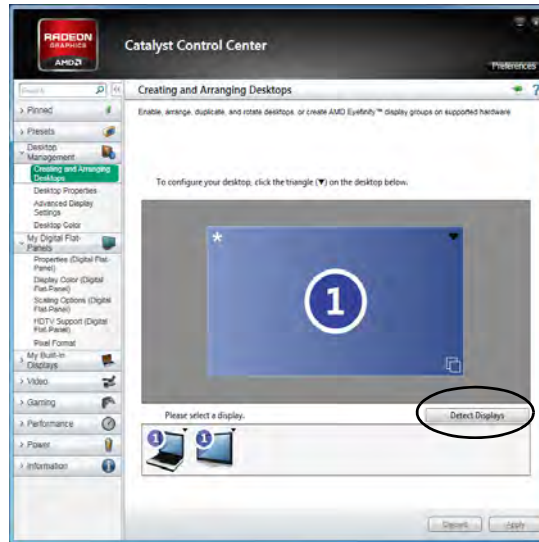 RADEON
GRAPHICS
AMD
Catalyst Control Center
Preferences
Search
Creating and Arranging Desktops
?
Pinned
Enable, arrange, duplicate, and rotate desktops, or create AMD Eyefinity™ display groups on supported hardware.
Presets
Desktop
Management
Creating and Arranging
Desktops
Desktop Properties
Advanced Display
Settings
Desktop Color
My Digital Flat-
Panels
Properties (Digital Flat-
Panel)
Display Color (Digital
Flat-Panel)
Scaling Options (Digital
Flat-Panel)
HDTV Support (Digital
Flat-Panel)
Pixel Format
My Built-in
Displays
Video
Gaming
Performance
Power
Information
To configure your desktop, click the triangle (▼) on the desktop below.
*
1
Please select a display.
Detect Displays
1
1
Discard
Apply